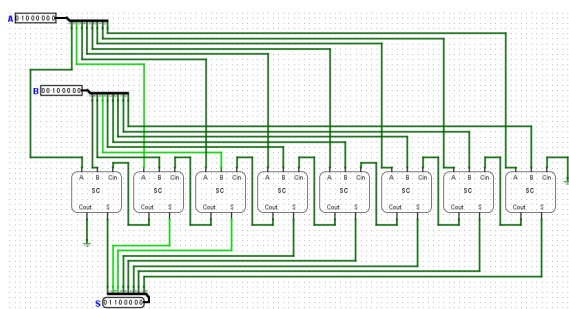 A 01000000
B 00100000
A B Cin A B Cin A B Cin A B Cin A B Cin A B Cin A B Cin A B Cin
SC SC SC SC SC SC SC SC
Cout S Cout S Cout S Cout S Cout S Cout S Cout S Cout S
S 01100000